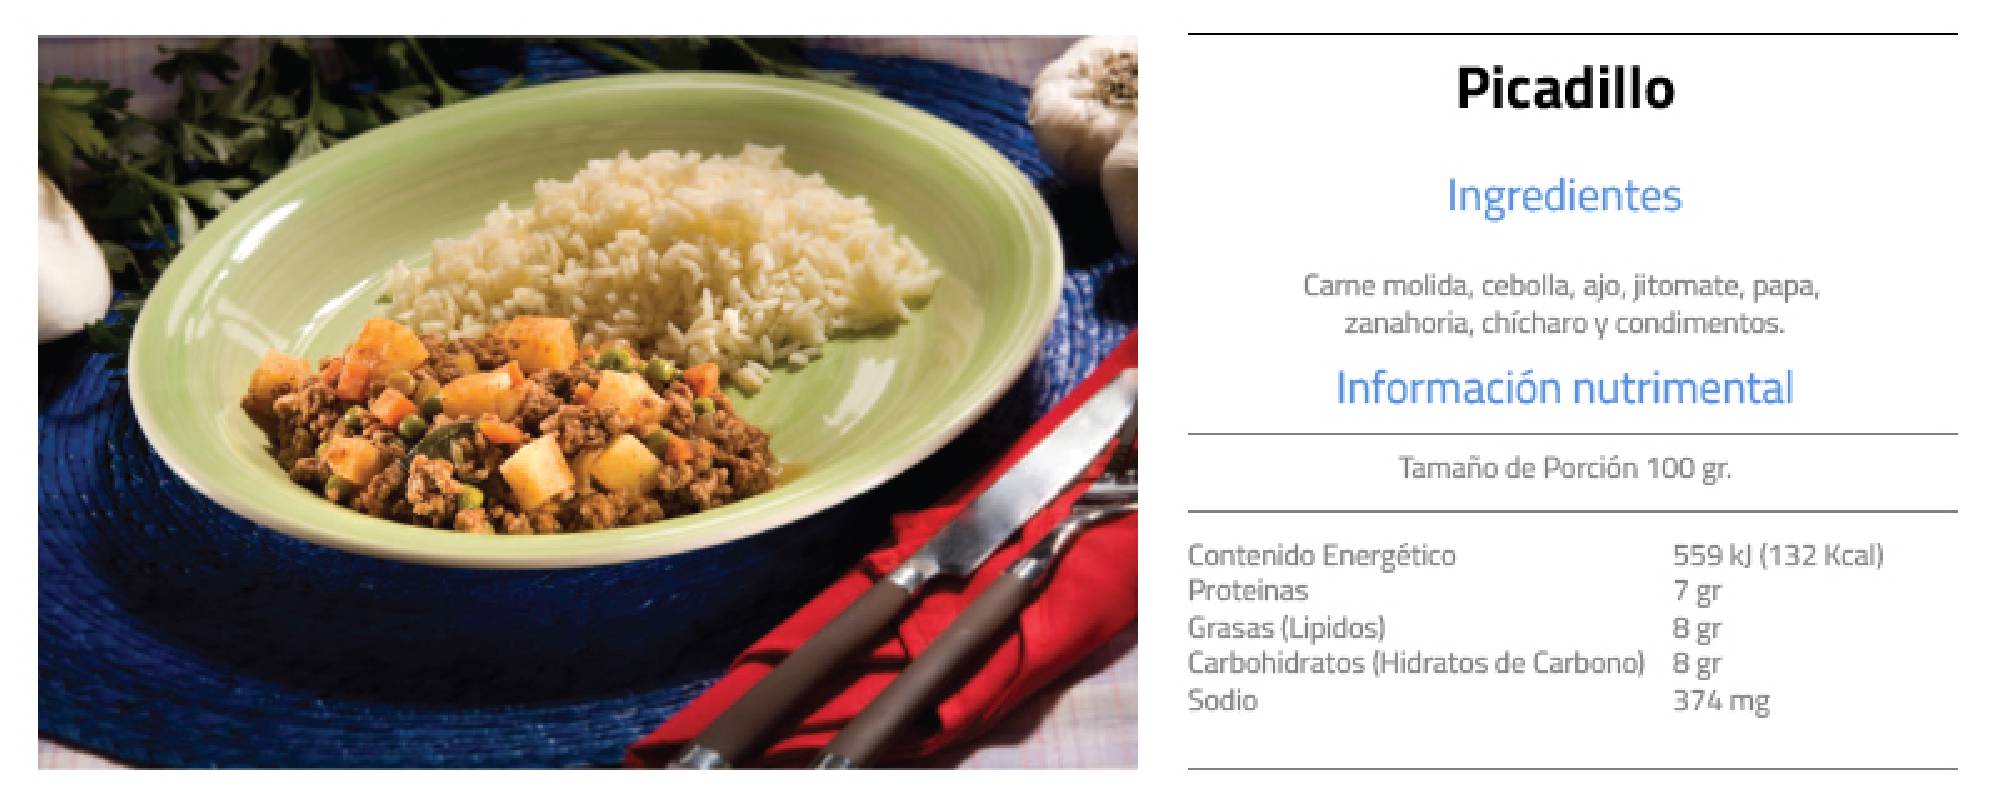 Picadillo
Ingredientes
Carne molida, cebolla, ajo, jitomate, papa,
zanahoria, chícharo y condimentos.
Información nutrimental
Tamaño de Porción 100 gr.
Contenido Energético 559 kJ (132 Kcal)
Proteinas 7 gr
Grasas (Lipidos) 8 gr
Carbohidratos (Hidratos de Carbono) 8 gr
Sodio 374 mg